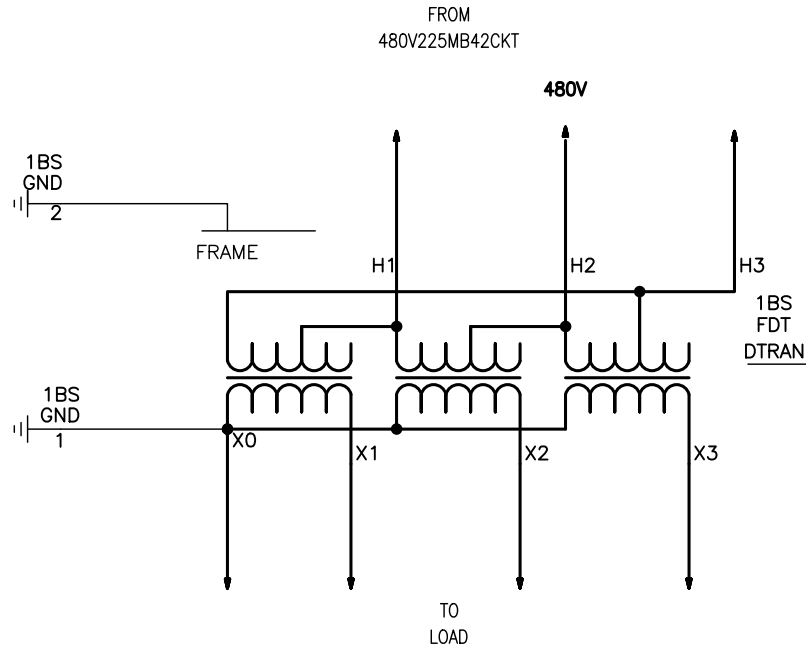 FROM
480V225MB42CKT
480V
1BS
GND
2
FRAME
H1
H2
H3
1BS
FDT
DTRAN
1BS
GND
1
X0
X1
X2
X3
TO
LOAD